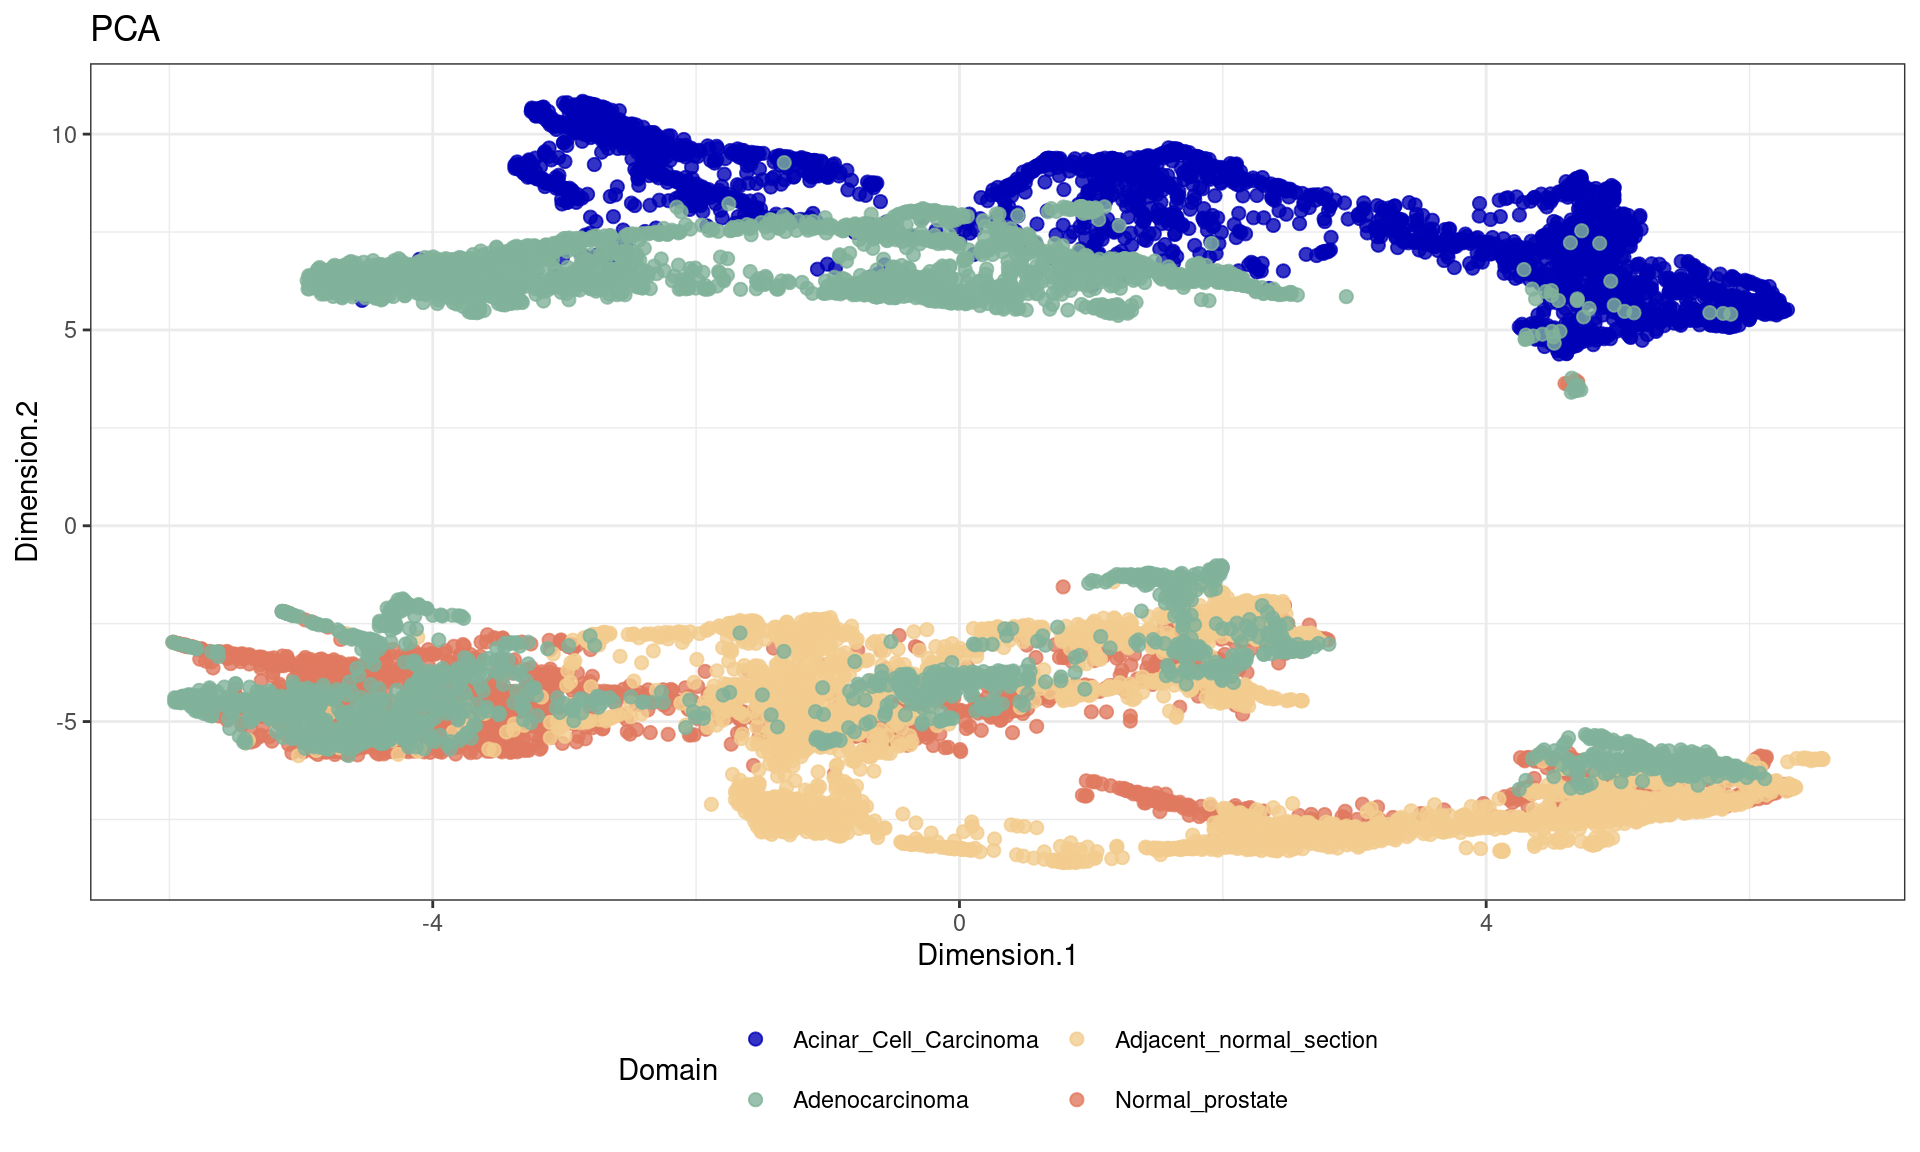 PCA
10
5
0
-5
Dimension.2
-4
0
4
Dimension.1
Domain
Acinar_Cell_Carcinoma
Adjacent_normal_section
Adenocarcinoma
Normal_prostate